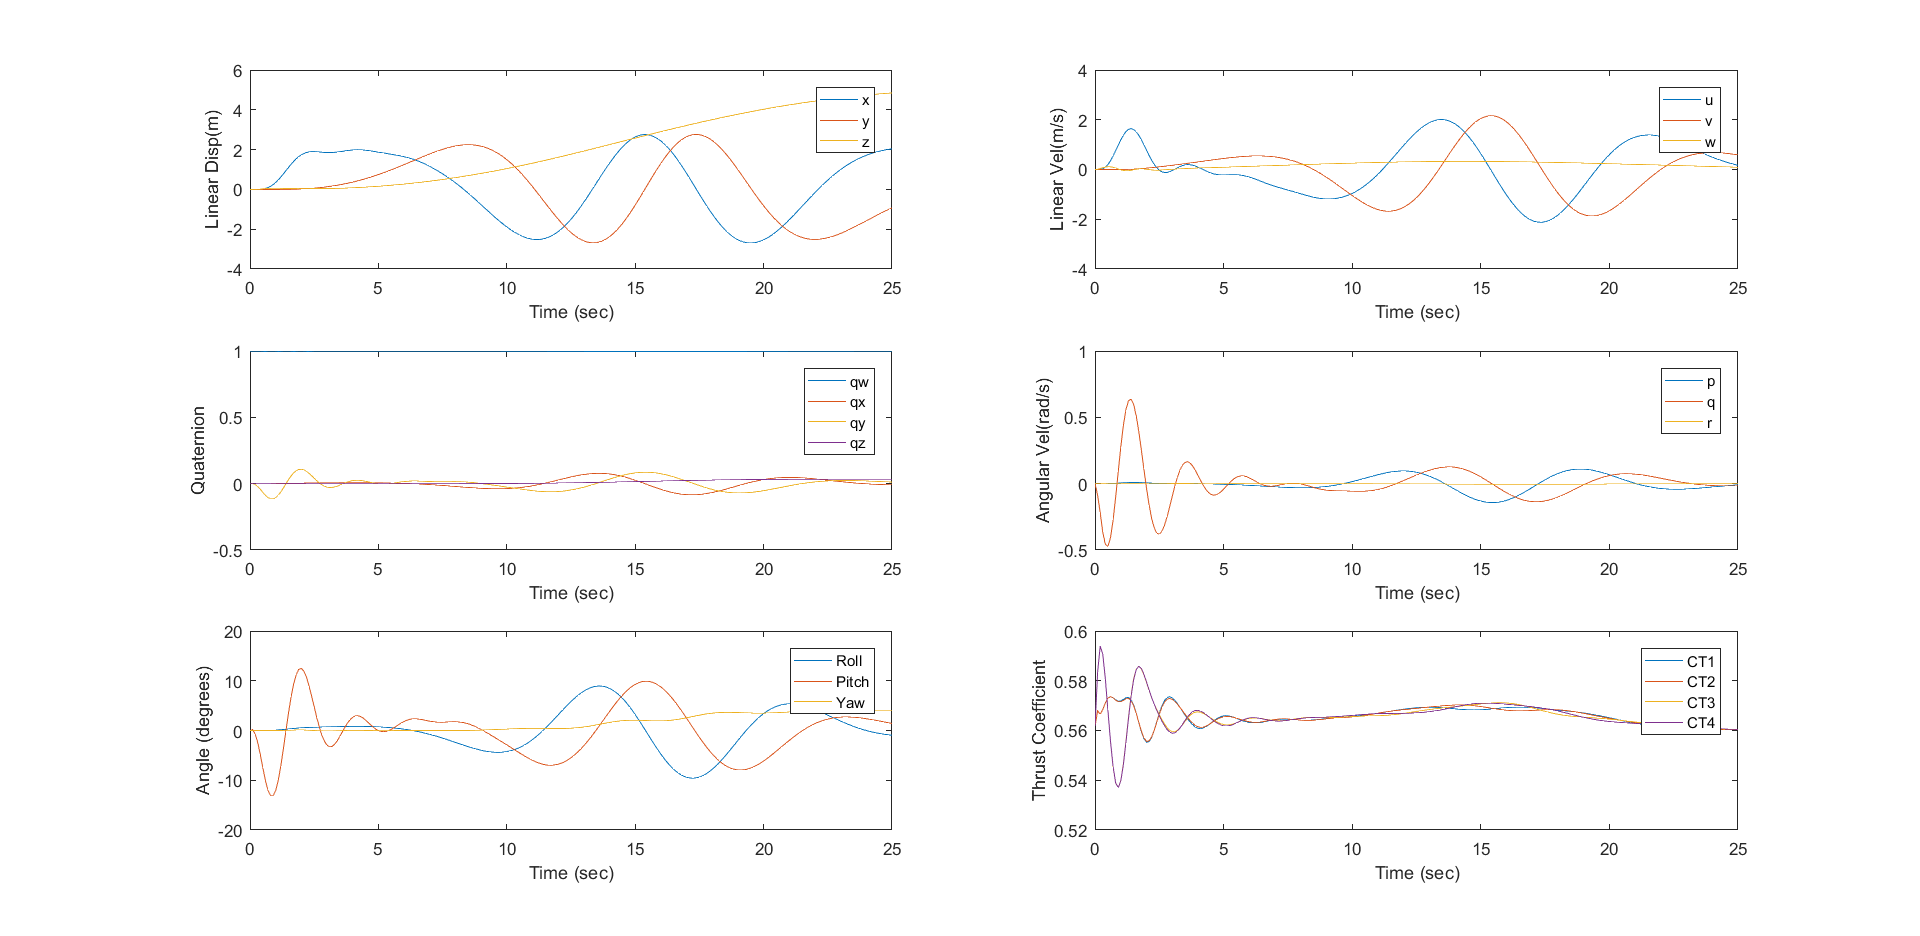 6
4
2
0
-2
-4
Linear Disp(m)
x
y
z
0 5 10 15 20 25
Time (sec)
4
2
0
-2
-4
Linear Vel(m/s)
u
v
w
0 5 10 15 20 25
Time (sec)
1
0.5
0
-0.5
Quaternion
qw
qx
qy
qz
0 5 10 15 20 25
Time (sec)
1
0.5
0
-0.5
Angular Vel(rad/s)
p
q
r
0 5 10 15 20 25
Time (sec)
20
10
0
-10
-20
Angle (degrees)
Roll
Pitch
Yaw
0 5 10 15 20 25
Time (sec)
0.6
0.58
0.56
0.54
0.52
Thrust Coefficient
CT1
CT2
CT3
CT4
0 5 10 15 20 25
Time (sec)